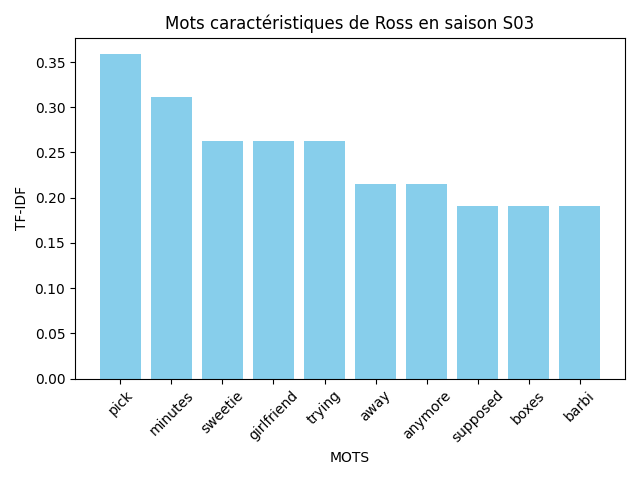 Mots caractéristiques de Ross en saison S03
0.35
0.30
0.25
0.20
0.15
0.10
0.05
0.00
TF-IDF
pick
minutes
sweetie
girlfriend
trying
away
anymore
supposed
boxes
barbi
MOTS